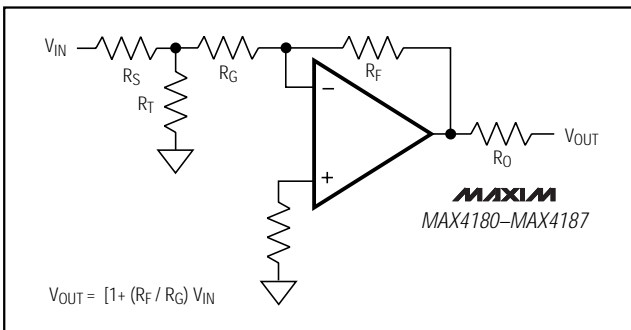 VIN
RS
RG
RF
RT
−
+
RO
VOUT
MAXIM
MAX4180–MAX4187
VOUT = [1+ (RF / RG) VIN